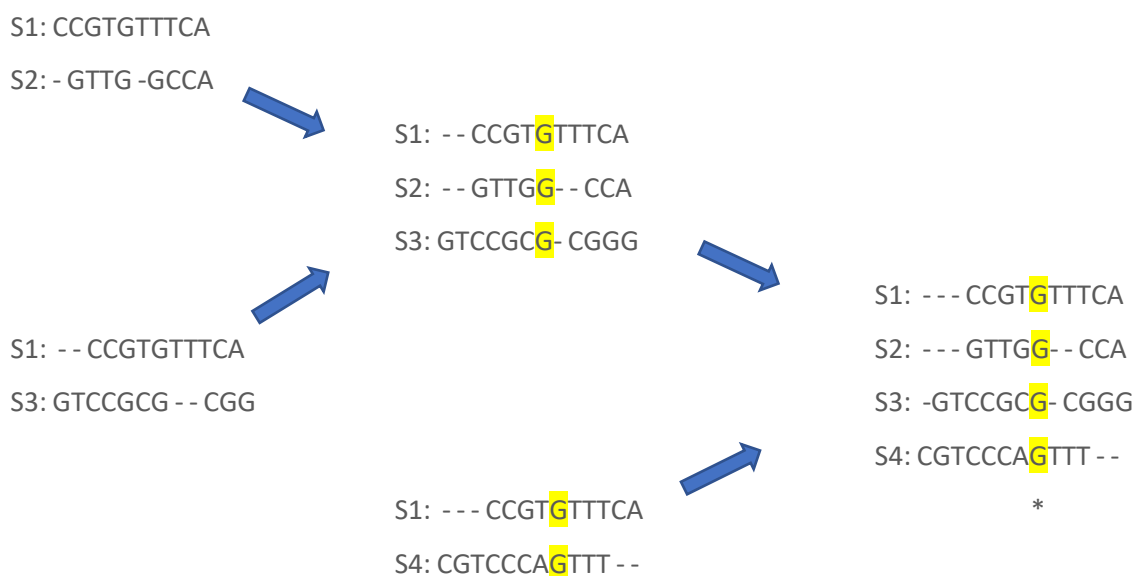 S1: CCGTGTTTCA
S2: - GTTG -GCCA
S1: - - CCGTGTTTCA
S2: - - GTTGG- - CCA
S3: GTCCGCG- CGGG
S1: - - CCGTGTTTCA
S3: GTCCGCG - - CGG
S1: - - - CCGTGTTTCA
S4: CGTCCCAGTTT - -
S1: - - - CCGTGTTTCA
S2: - - - GTTGG- - CCA
S3: -GTCCGCG- CGGG
S4: CGTCCCAGTTT - -
*